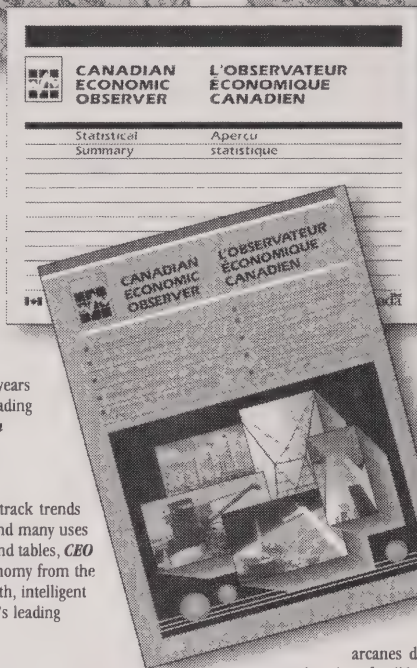 CANADIAN
ECONOMIC
OBSERVER
L'OBSERVATEUR
ÉCONOMIQUE
CANADIEN
Statistical
Summary
Aperçu
statistique
CANADIAN
ECONOMIC
OBSERVER
L'OBSERVATEUR
ÉCONOMIQUE
CANADIEN
years
ading
track trends
nd many uses
nd tables, CEO
nomy from the
th, intelligent
's leading
arcanes d